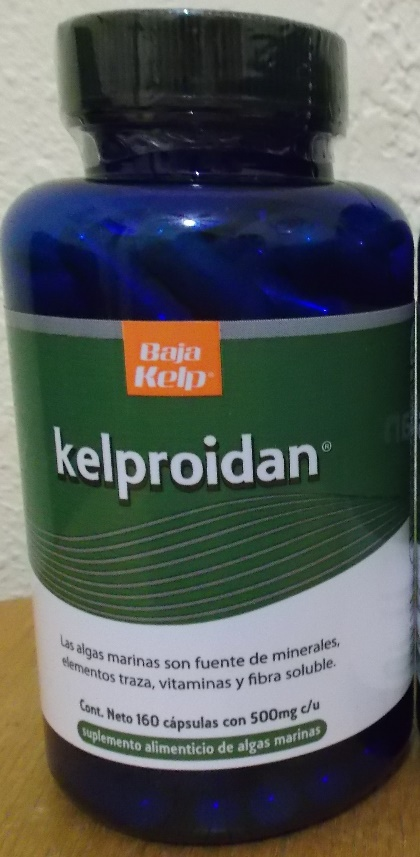 Baja
Kelp®
kelproidan®
Las algas marinas son fuente de minerales,
elementos traza, vitaminas y fibra soluble.
Cont. Neto 160 cápsulas con 500mg c/u
suplemento alimenticio de algas marinas